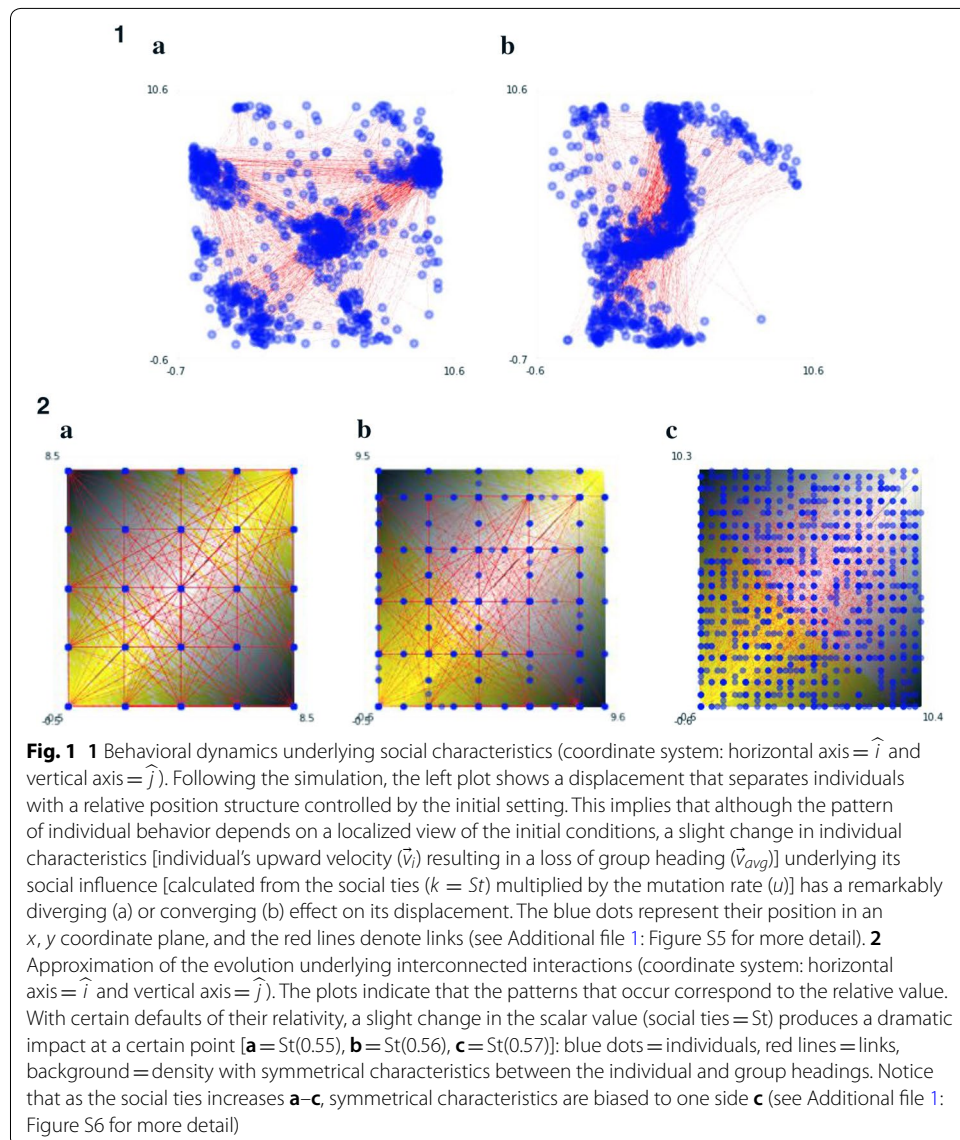 1
a
b
10.6
10.6
-0.6
-0.7
10.6
-0.7
-0.6
10.6
2
a
b
c
8.5
9.5
10.3
8.5
9.6
-0.6
-0.6
10.4
Fig. 1 1 Behavioral dynamics underlying social characteristics (coordinate system: horizontal axis = î and
vertical axis = ĵ). Following the simulation, the left plot shows a displacement that separates individuals
with a relative position structure controlled by the initial setting. This implies that although the pattern
of individual behavior depends on a localized view of the initial conditions, a slight change in individual
characteristics [individual's upward velocity (v⃗ᵢ) resulting in a loss of group heading (v⃗_avg)] underlying its
social influence [calculated from the social ties (k = St) multiplied by the mutation rate (u)] has a remarkably
diverging (a) or converging (b) effect on its displacement. The blue dots represent their position in an
x, y coordinate plane, and the red lines denote links (see Additional file 1: Figure S5 for more detail). 2
Approximation of the evolution underlying interconnected interactions (coordinate system: horizontal
axis = î and vertical axis = ĵ). The plots indicate that the patterns that occur correspond to the relative value.
With certain defaults of their relativity, a slight change in the scalar value (social ties = St) produces a dramatic
impact at a certain point [a = St(0.55), b = St(0.56), c = St(0.57)]: blue dots = individuals, red lines = links,
background = density with symmetrical characteristics between the individual and group headings. Notice
that as the social ties increases a–c, symmetrical characteristics are biased to one side c (see Additional file 1:
Figure S6 for more detail)